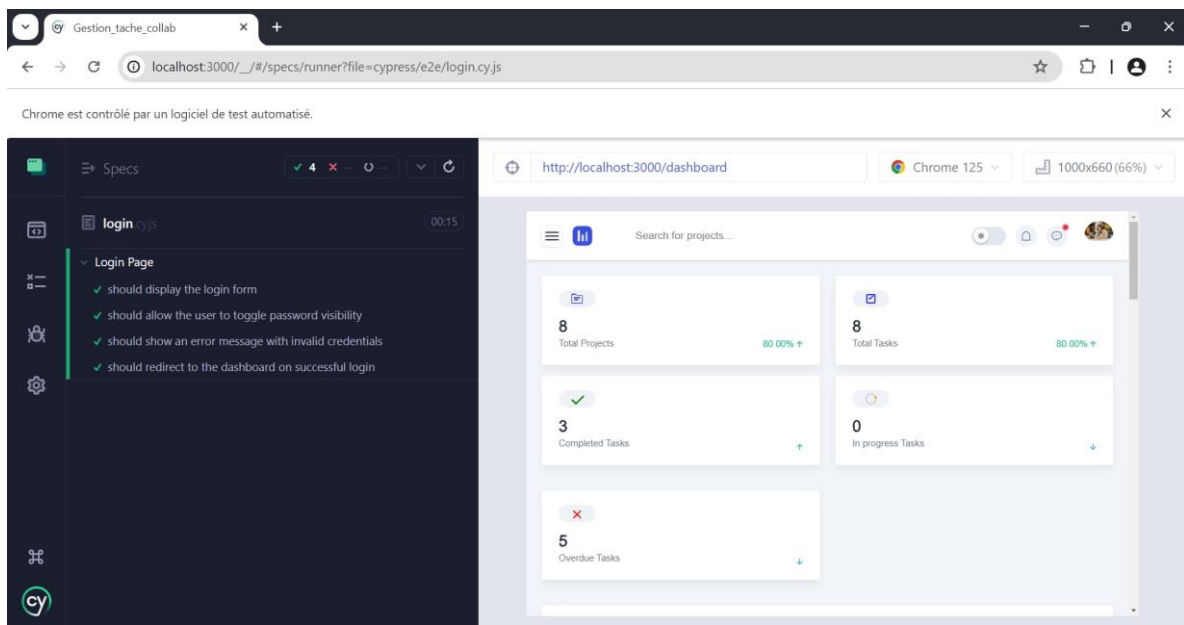 Gestion_tache_collab
localhost:3000/__/#/specs/runner?file=cypress/e2e/login.cy.js
Chrome est contrôlé par un logiciel de test automatisé.
Specs
4 -- --
http://localhost:3000/dashboard
Chrome 125
1000x660 (66%)
login.cy.js
00:15
Login Page
should display the login form
should allow the user to toggle password visibility
should show an error message with invalid credentials
should redirect to the dashboard on successful login
Search for projects...
8
Total Projects
80.00%
8
Total Tasks
80.00%
3
Completed Tasks
0
In progress Tasks
5
Overdue Tasks
cy